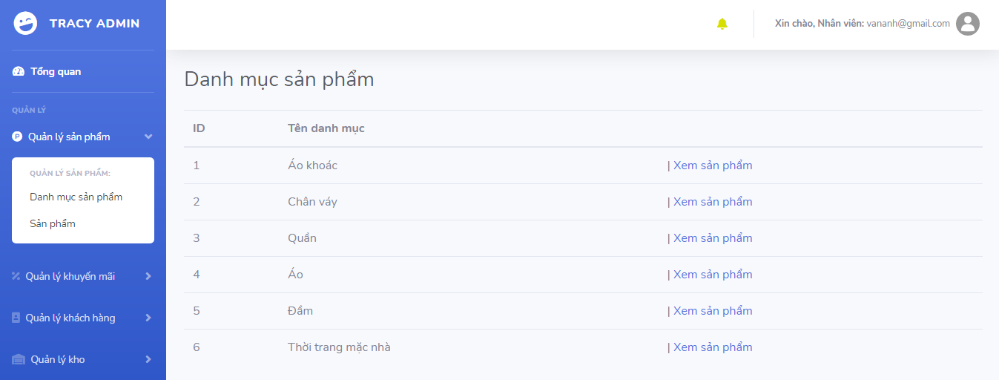 TRACY ADMIN
Xin chào, Nhân viên: vananh@gmail.com
Tổng quan
QUẢN LÝ
Quản lý sản phẩm
QUẢN LÝ SẢN PHẨM:
Danh mục sản phẩm
Sản phẩm
Quản lý khuyến mãi
Quản lý khách hàng
Quản lý kho
Danh mục sản phẩm
ID Tên danh mục
1 Áo khoác | Xem sản phẩm
2 Chân váy | Xem sản phẩm
3 Quần | Xem sản phẩm
4 Áo | Xem sản phẩm
5 Đầm | Xem sản phẩm
6 Thời trang mặc nhà | Xem sản phẩm